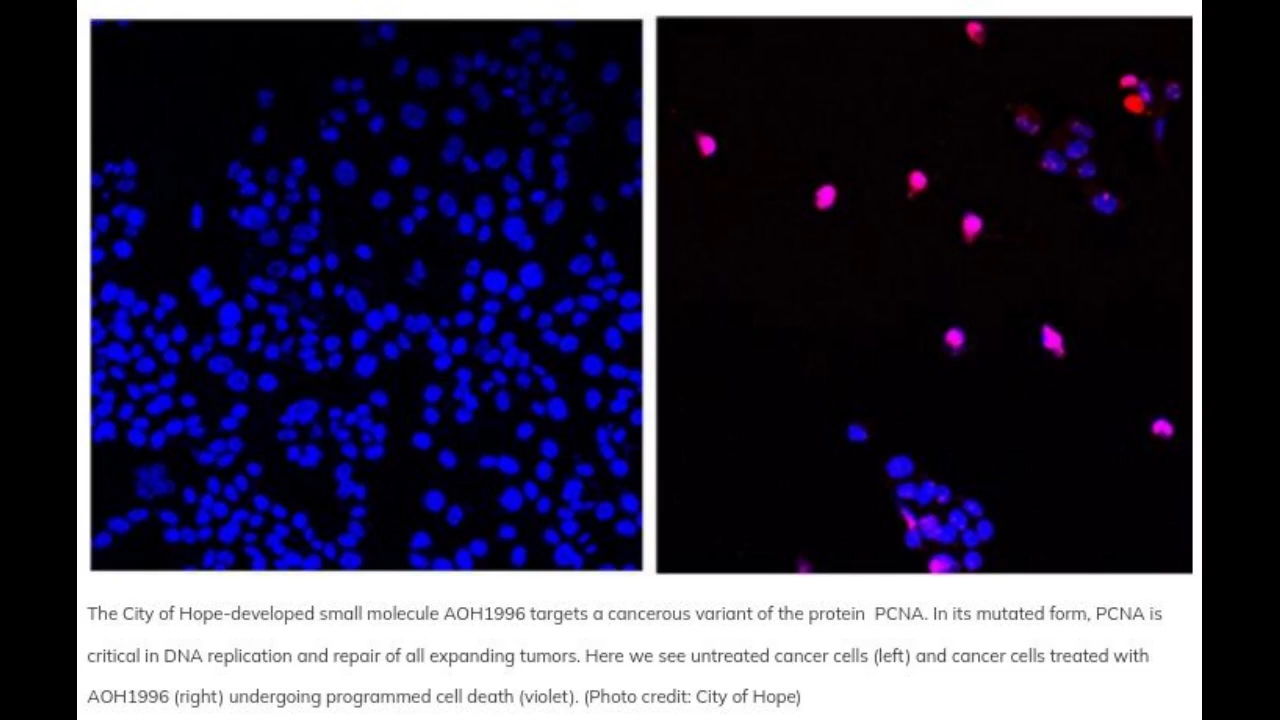 The City of Hope-developed small molecule AOH1996 targets a cancerous variant of the protein PCNA. In its mutated form, PCNA is
critical in DNA replication and repair of all expanding tumors. Here we see untreated cancer cells (left) and cancer cells treated with
AOH1996 (right) undergoing programmed cell death (violet). (Photo credit: City of Hope)